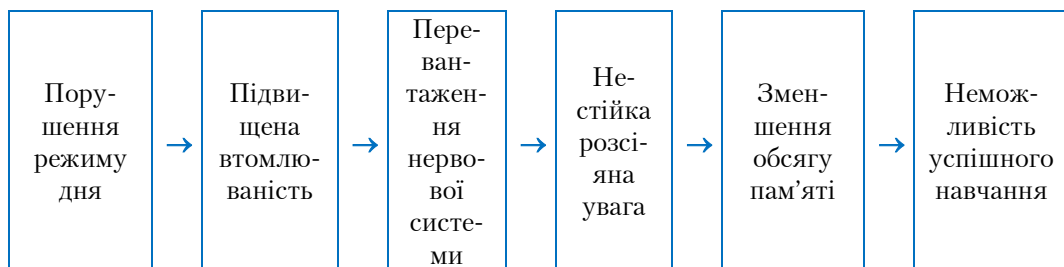 Пору-
шення
режиму
дня
→
Підви-
щена
втомлю-
ваність
→
Пере-
ван-
тажен-
ня
нерво-
вої
систе-
ми
→
Не-
стійка
розсі-
яна
увага
→
Змен-
шення
обсягу
пам’яті
→
Немож-
ливість
успішного
навчання